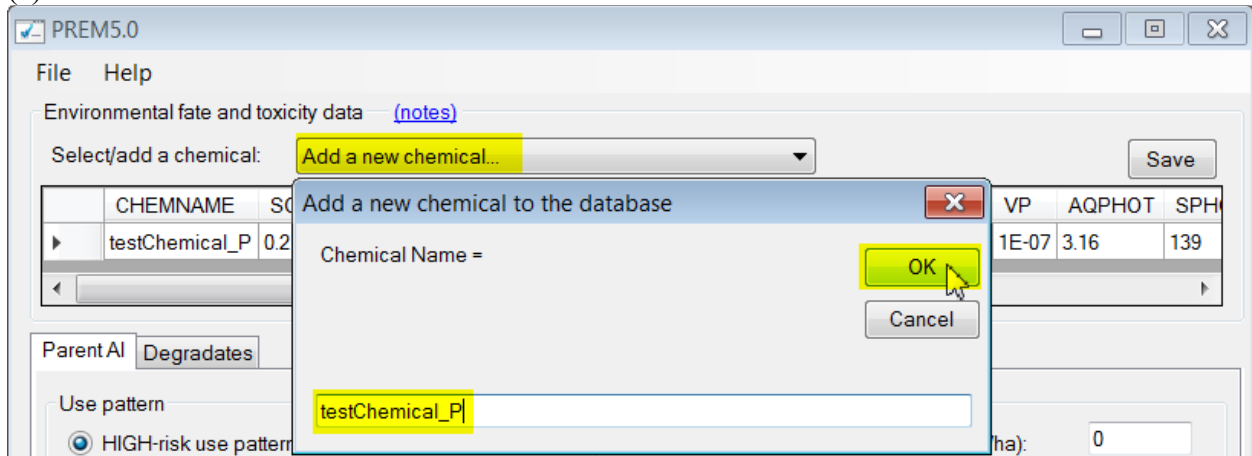 PREM5.0
File Help
Environmental fate and toxicity data (notes)
Select/add a chemical: Add a new chemical... Save
CHEMNAME Add a new chemical to the database VP AQPHOT
testChemical_P 0.2 Chemical Name = 1E-07 3.16 139
OK
Cancel
Parent AI Degradates
Use pattern testChemical_P
HIGH-risk use pattern /ha): 0